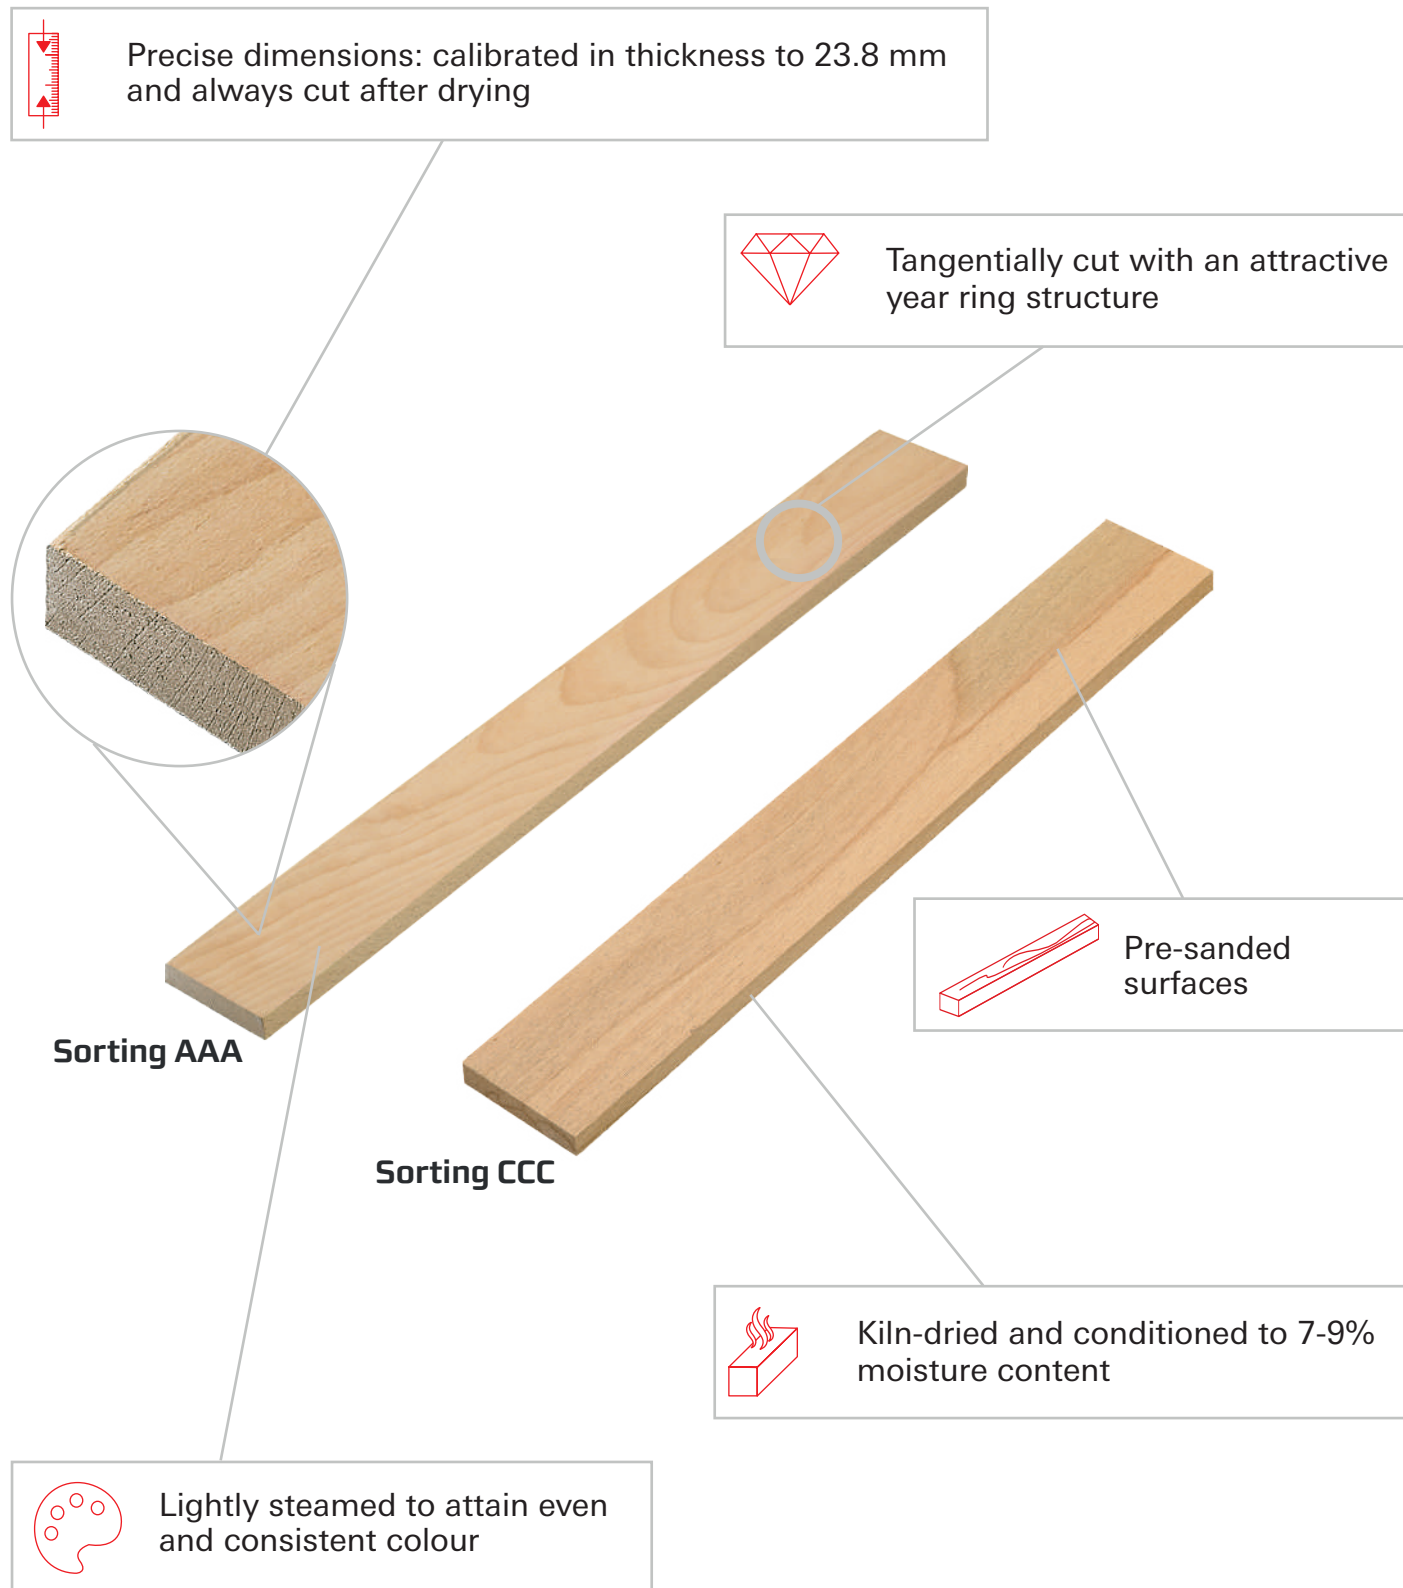 Precise dimensions: calibrated in thickness to 23.8 mm
and always cut after drying
Tangentially cut with an attractive
year ring structure
Pre-sanded
surfaces
Sorting AAA
Sorting CCC
Kiln-dried and conditioned to 7-9%
moisture content
Lightly steamed to attain even
and consistent colour